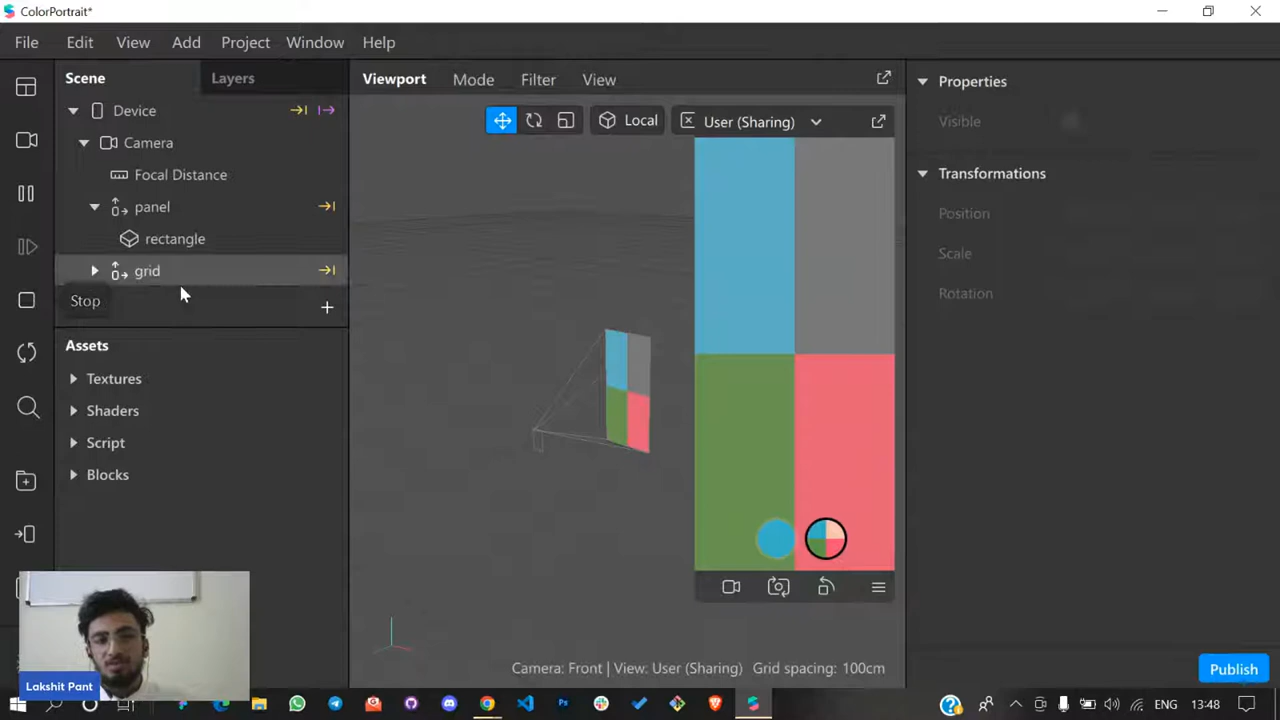 ColorPortrait*
File Edit View Add Project Window Help
Scene Layers
Device
Camera
Focal Distance
panel
rectangle
grid
Stop
Assets
Textures
Shaders
Script
Blocks
Viewport Mode Filter View
Local User (Sharing)
Camera: Front | View: User (Sharing) Grid spacing: 100cm
Properties
Visible
Transformations
Position
Scale
Rotation
Publish
Lakshit Pant
ENG 13:48